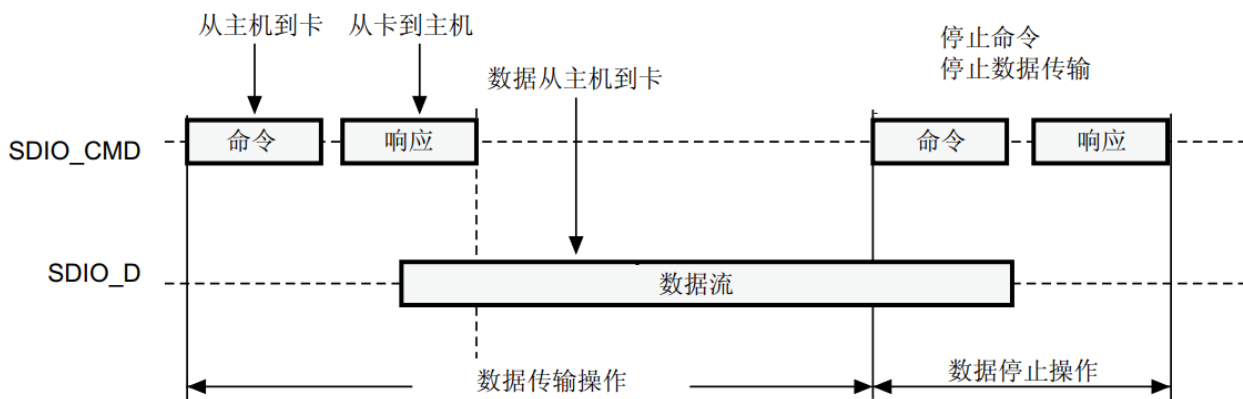 从主机到卡
从卡到主机
停止命令
停止数据传输
数据从主机到卡
SDIO_CMD
命令
响应
命令
响应
SDIO_D
数据流
数据传输操作
数据停止操作